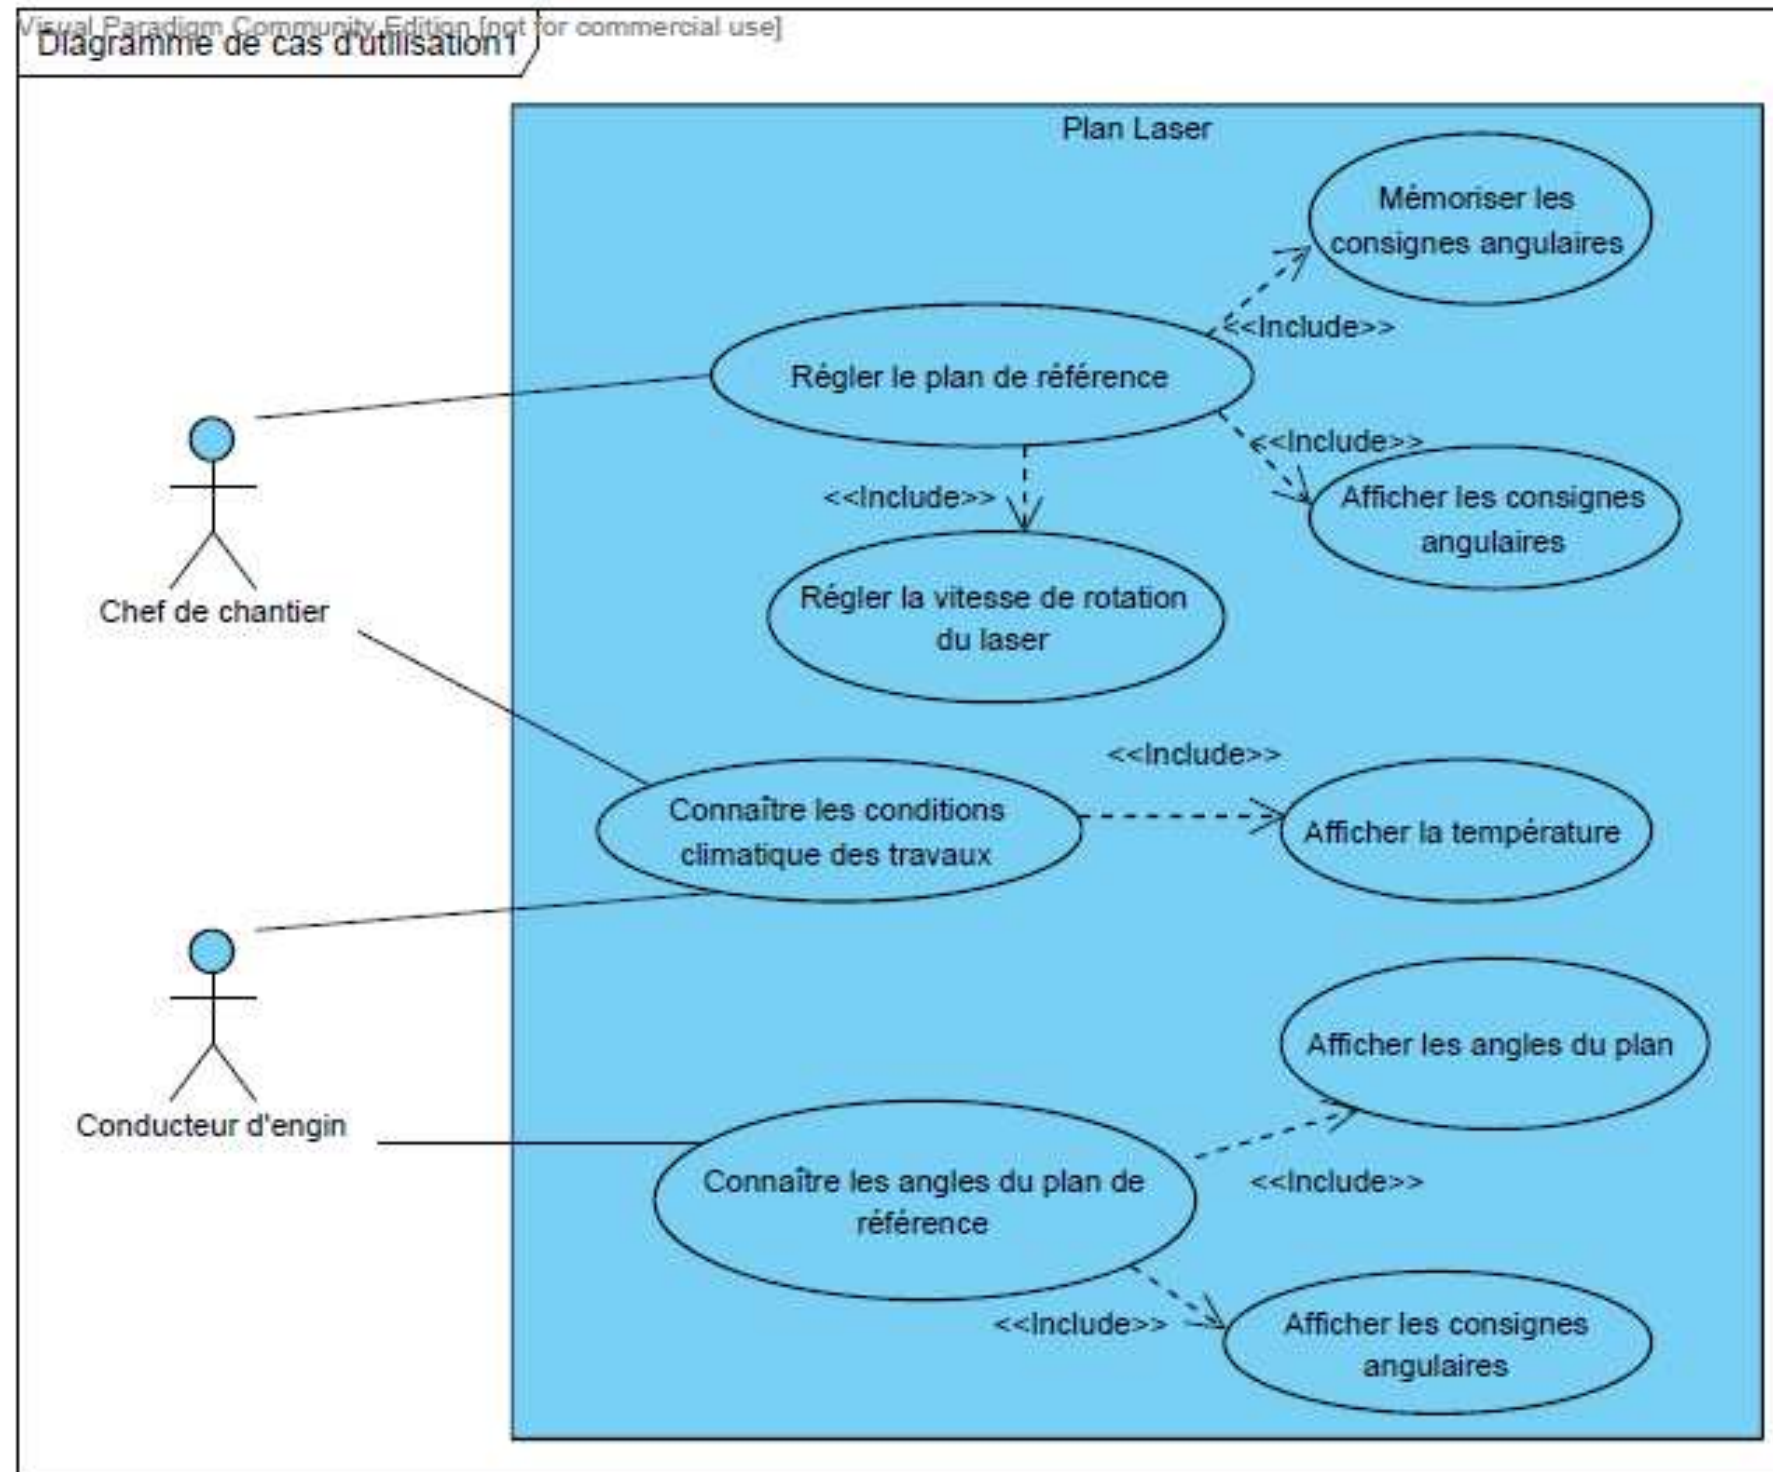 Visual Paradigm Community Edition [not for commercial use]
Diagramme de cas d'utilisation1
Plan Laser
Mémoriser les
consignes angulaires
<<Include>>
Régler le plan de référence
<<Include>>
<<Include>>
Afficher les consignes
angulaires
Régler la vitesse de rotation
du laser
Chef de chantier
<<Include>>
Connaître les conditions
climatique des travaux
Afficher la température
Afficher les angles du plan
Conducteur d'engin
Connaître les angles du plan de
référence
<<Include>>
<<Include>>
Afficher les consignes
angulaires